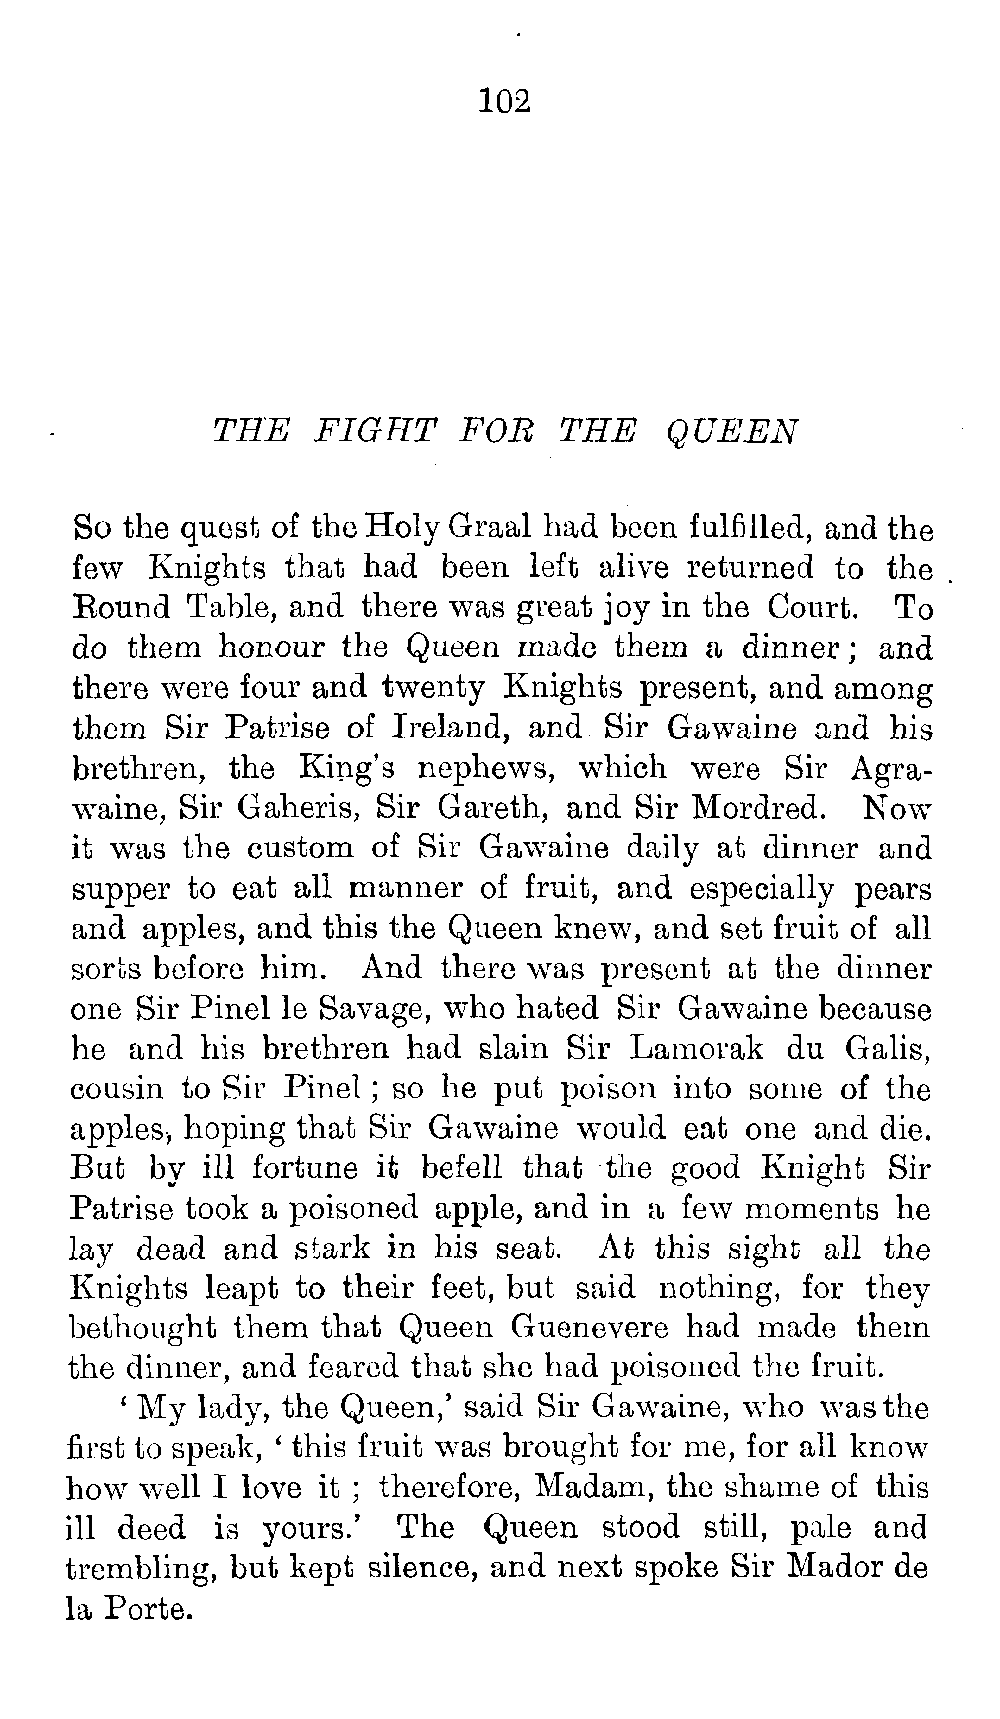 102
THE FIGHT FOR THE QUEEN
So the quest of the Holy Graal had been fulfilled, and the
few Knights that had been left alive returned to the
Round Table, and there was great joy in the Court. To
do them honour the Queen made them a dinner; and
there were four and twenty Knights present, and among
them Sir Patrise of Ireland, and Sir Gawaine and his
brethren, the King's nephews, which were Sir Agra-
waine, Sir Gaheris, Sir Gareth, and Sir Mordred. Now
it was the custom of Sir Gawaine daily at dinner and
supper to eat all manner of fruit, and especially pears
and apples, and this the Queen knew, and set fruit of all
sorts before him. And there was present at the dinner
one Sir Pinel le Savage, who hated Sir Gawaine because
he and his brethren had slain Sir Lamorak du Galis,
cousin to Sir Pinel; so he put poison into some of the
apples, hoping that Sir Gawaine would eat one and die.
But by ill fortune it befell that the good Knight Sir
Patrise took a poisoned apple, and in a few moments he
lay dead and stark in his seat. At this sight all the
Knights leapt to their feet, but said nothing, for they
bethought them that Queen Guenevere had made them
the dinner, and feared that she had poisoned the fruit.
‘My lady, the Queen,’ said Sir Gawaine, who was the
first to speak, ‘this fruit was brought for me, for all know
how well I love it; therefore, Madam, the shame of this
ill deed is yours.’ The Queen stood still, pale and
trembling, but kept silence, and next spoke Sir Mador de
la Porte.